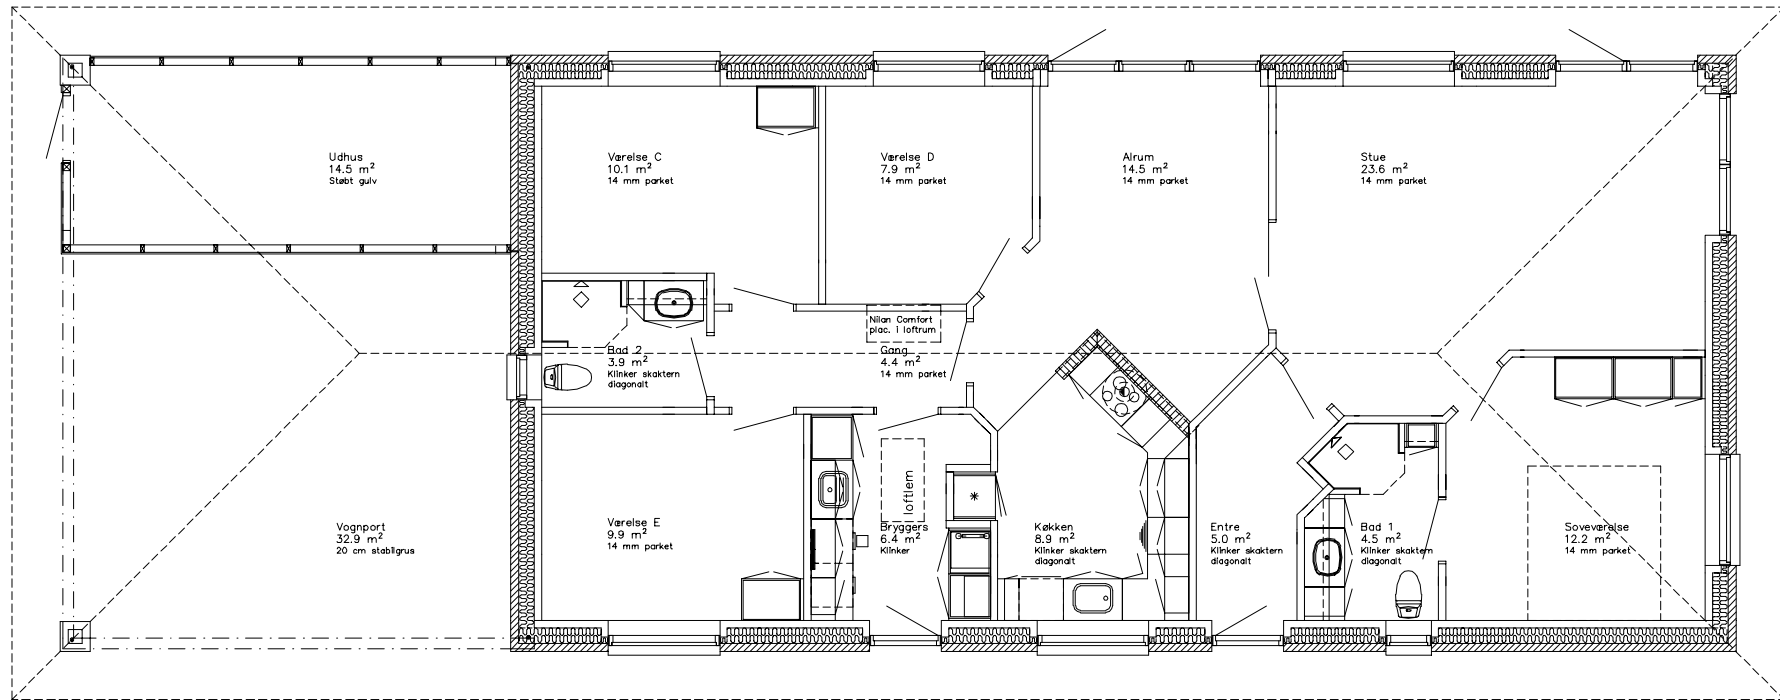 Udhus
14.5 m²
Støbt gulv
Værelse C
10.1 m²
14 mm parket
Værelse D
7.9 m²
14 mm parket
Alrum
14.5 m²
14 mm parket
Stue
23.6 m²
14 mm parket
Nilan Comfort
plac. i loftrum
Bad 2
3.9 m²
Klinker skaktern
diagonalt
Gang
4.4 m²
14 mm parket
Vognport
32.9 m²
20 cm stabilgrus
Værelse E
9.9 m²
14 mm parket
loftlem
Bryggers
6.4 m²
Klinker
Køkken
8.9 m²
Klinker skaktern
diagonalt
Entre
5.0 m²
Klinker skaktern
diagonalt
Bad 1
4.5 m²
Klinker skaktern
diagonalt
Soveværelse
12.2 m²
14 mm parket